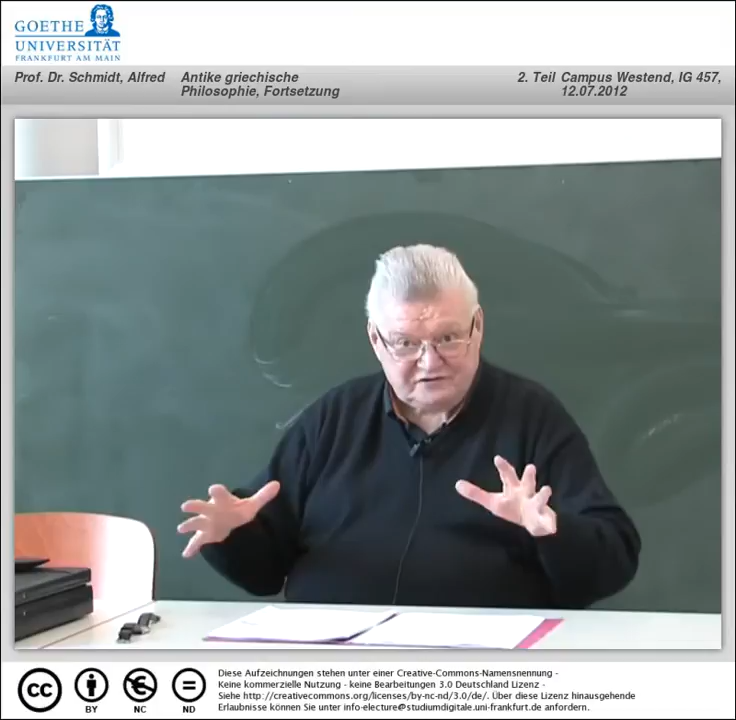 GOETHE
UNIVERSITÄT
FRANKFURT AM MAIN
Prof. Dr. Schmidt, Alfred
Antike griechische
Philosophie, Fortsetzung
2. Teil Campus Westend, IG 457,
12.07.2012
cc
BY
NC
ND
Diese Aufzeichnungen stehen unter einer Creative-Commons-Namensnennung -
Keine kommerzielle Nutzung - keine Bearbeitungen 3.0 Deutschland Lizenz -
Siehe http://creativecommons.org/licenses/by-nc-nd/3.0/de/. Über diese Lizenz hinausgehende
Erlaubnisse können Sie unter info-electure@studiumdigitale.uni-frankfurt.de anfordern.